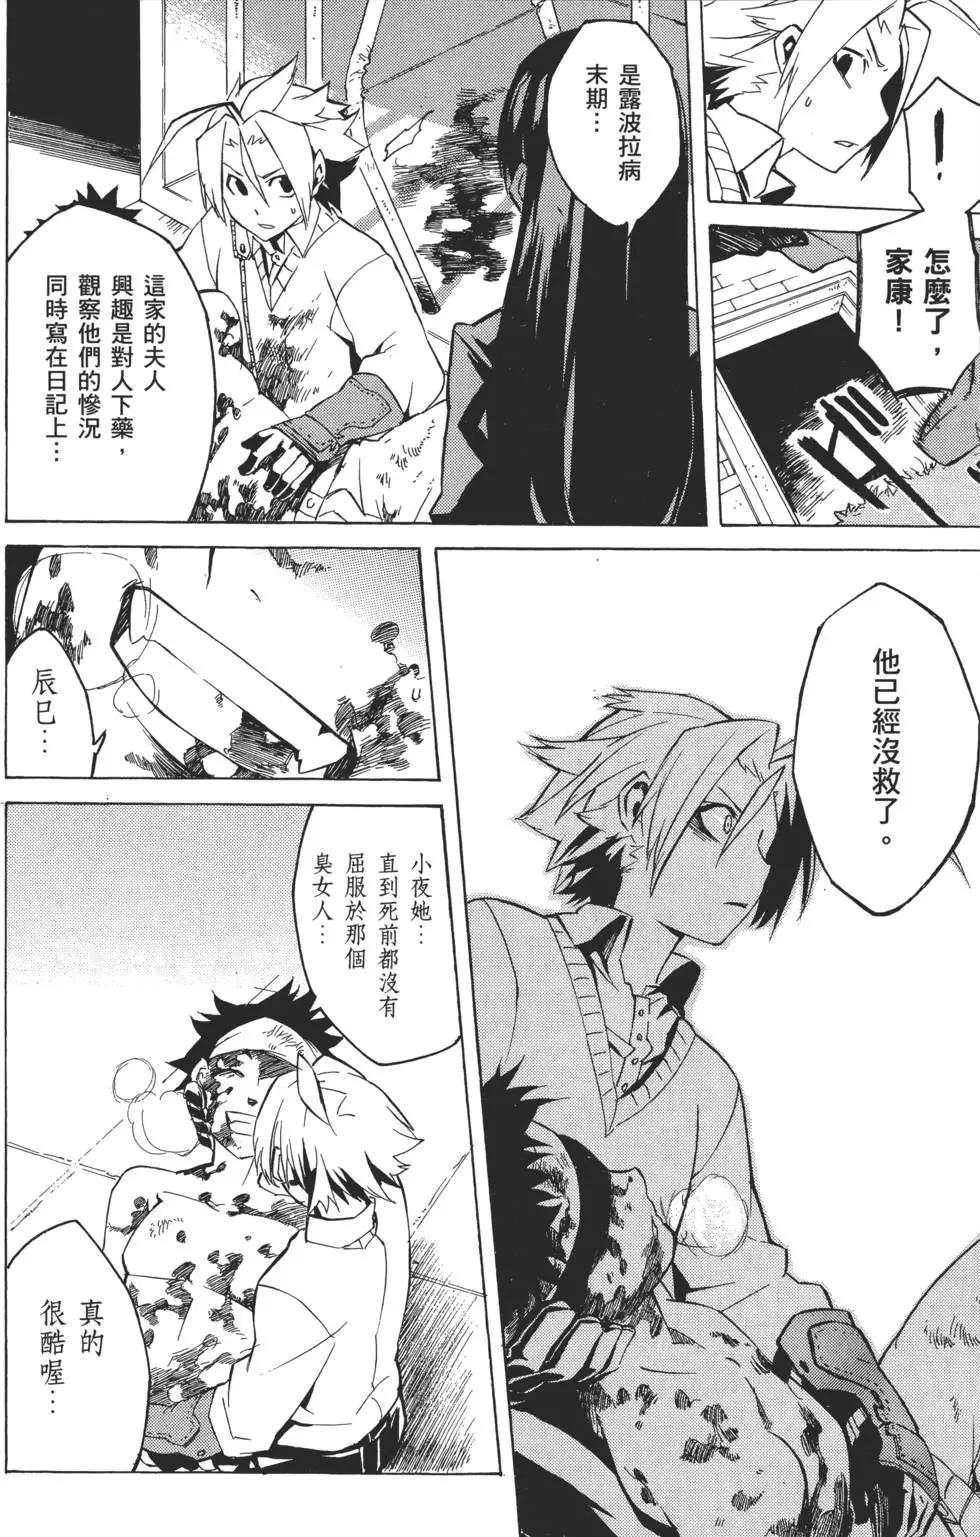 ！
怎麼了，
家康！
是露波拉病
末期…
這家的夫人
興趣是對人下藥，
觀察他們的慘況
同時寫在日記上…
他已經沒救了。
辰巳…
小夜她…
直到死前都沒有
屈服於那個
臭女人…
真的
很酷喔…